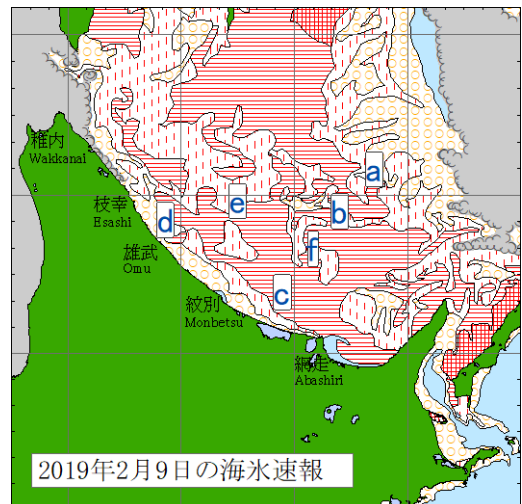 稚内
Wakkanai
a
枝幸
Esashi
e
b
d
雄武
Omu
f
c
紋別
Monbetsu
網走
Abashiri
2019年2月9日の海氷速報